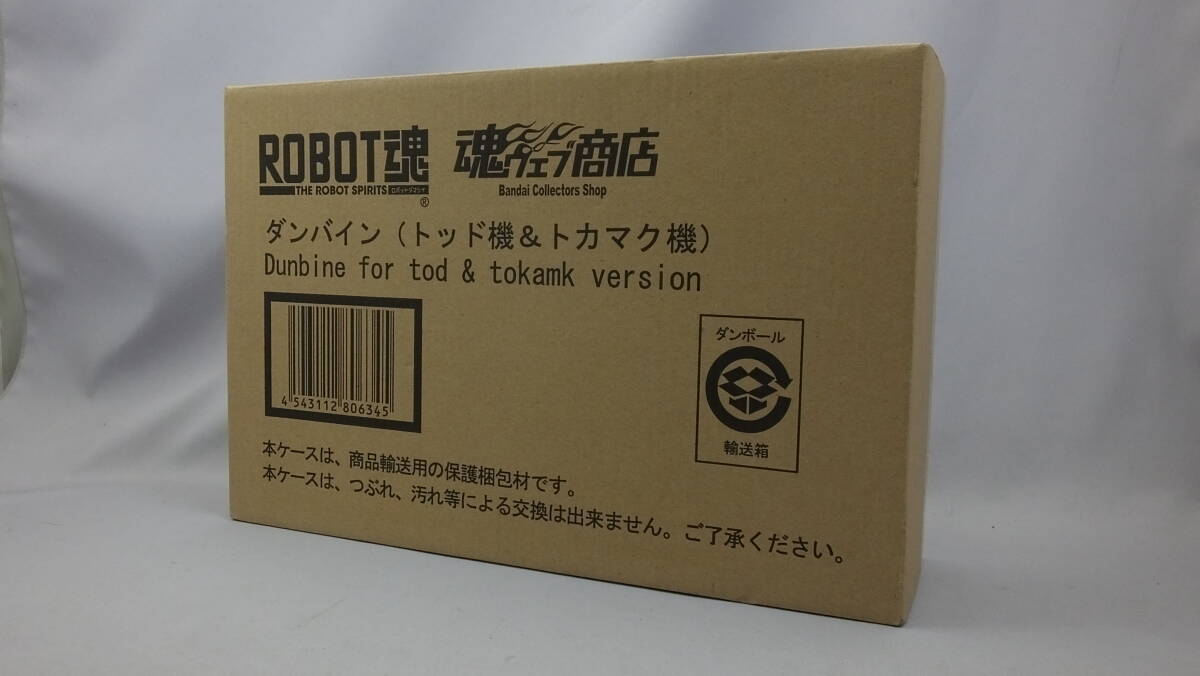 ROBOT魂
THE ROBOT SPIRITS ロボットダマシイ
®
魂ウェブ商店
Bandai Collectors Shop
ダンバイン（トッド機＆トカマク機）
Dunbine for tod & tokamk version
4 543112 806345
ダンボール
輸送箱
本ケースは、商品輸送用の保護梱包材です。
本ケースは、つぶれ、汚れ等による交換は出来ません。ご了承ください。